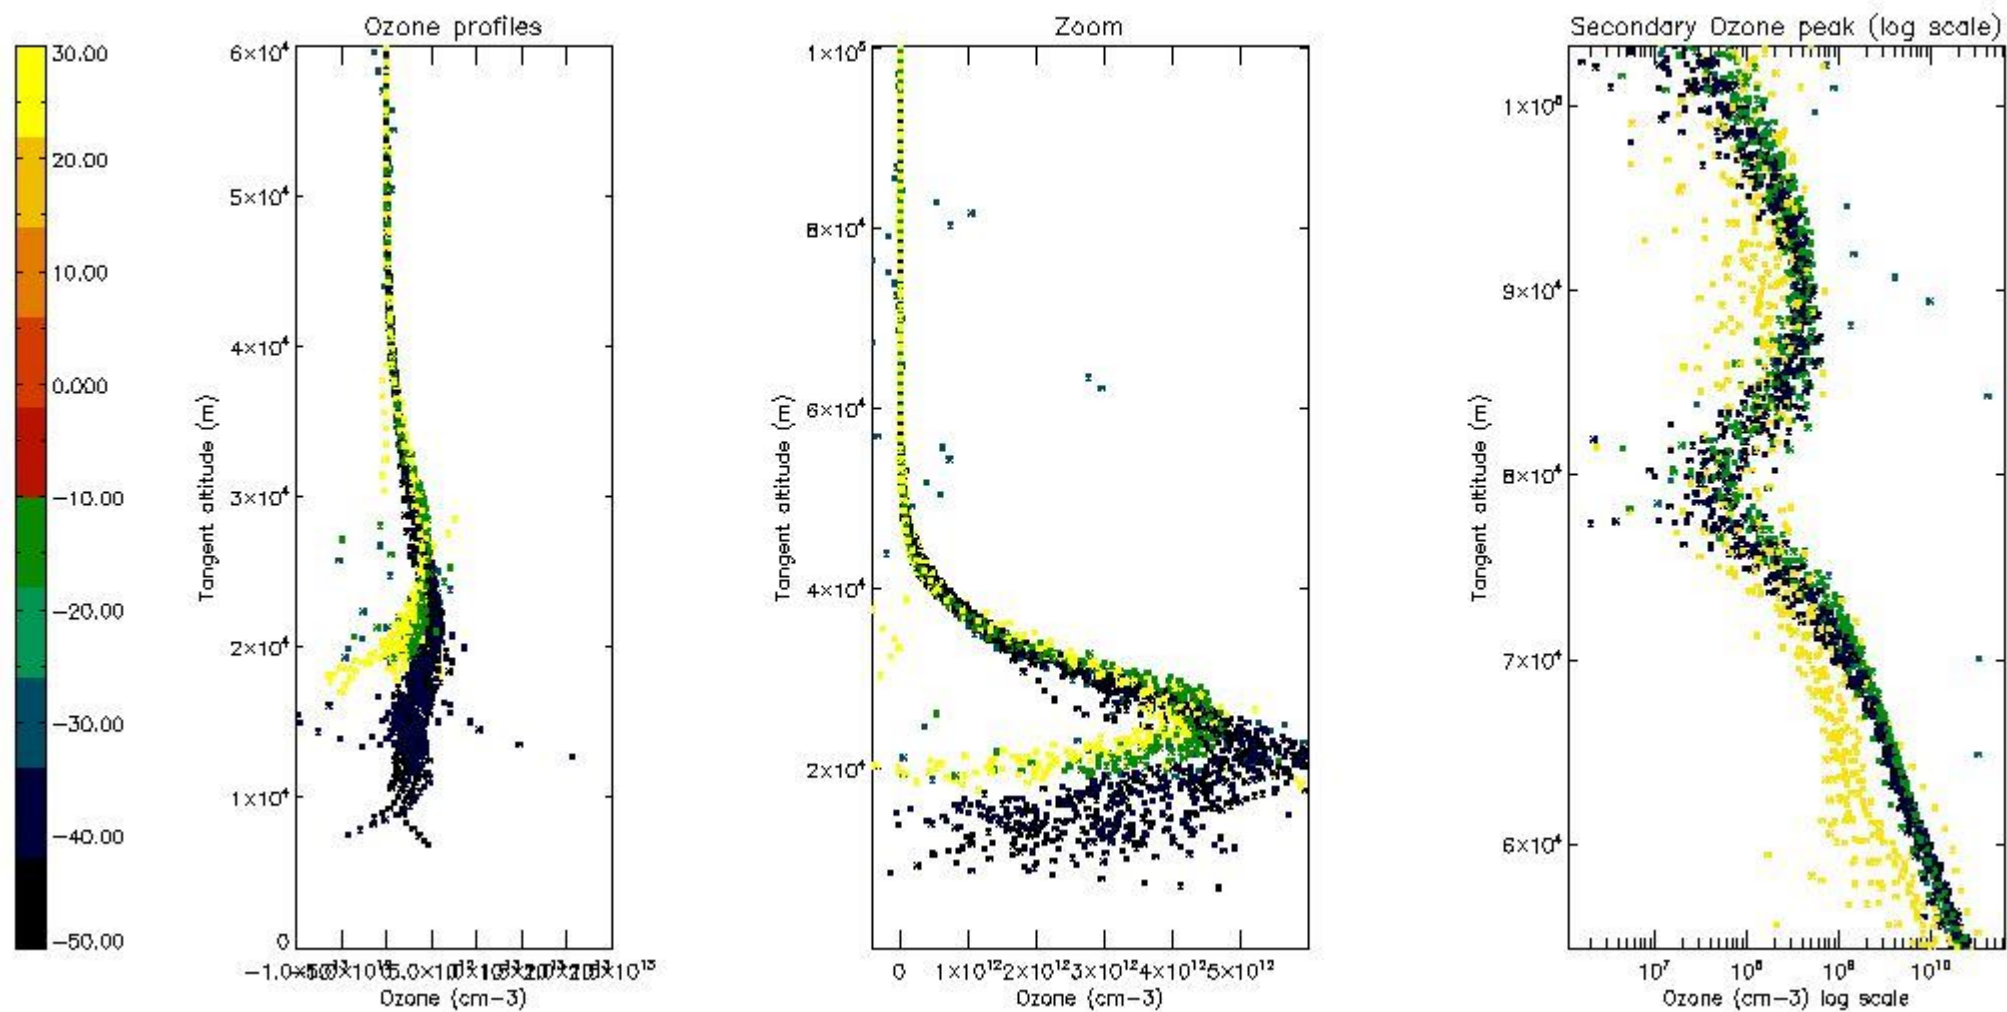 Ozone profiles
Zoom
Secondary Ozone peak (log scale)
30.00
20.00
10.00
0.000
−10.00
−20.00
−30.00
−40.00
−50.00
6×10⁴
5×10⁴
4×10⁴
3×10⁴
2×10⁴
1×10⁴
0
Tangent altitude (m)
Ozone (cm−3)
1×10⁵
8×10⁴
6×10⁴
4×10⁴
2×10⁴
Tangent altitude (m)
0 1×10¹² 2×10¹² 3×10¹² 4×10¹² 5×10¹²
Ozone (cm−3)
9×10⁴
8×10⁴
7×10⁴
6×10⁴
Tangent altitude (m)
10⁷ 10⁸ 10⁹ 10¹⁰
Ozone (cm−3) log scale